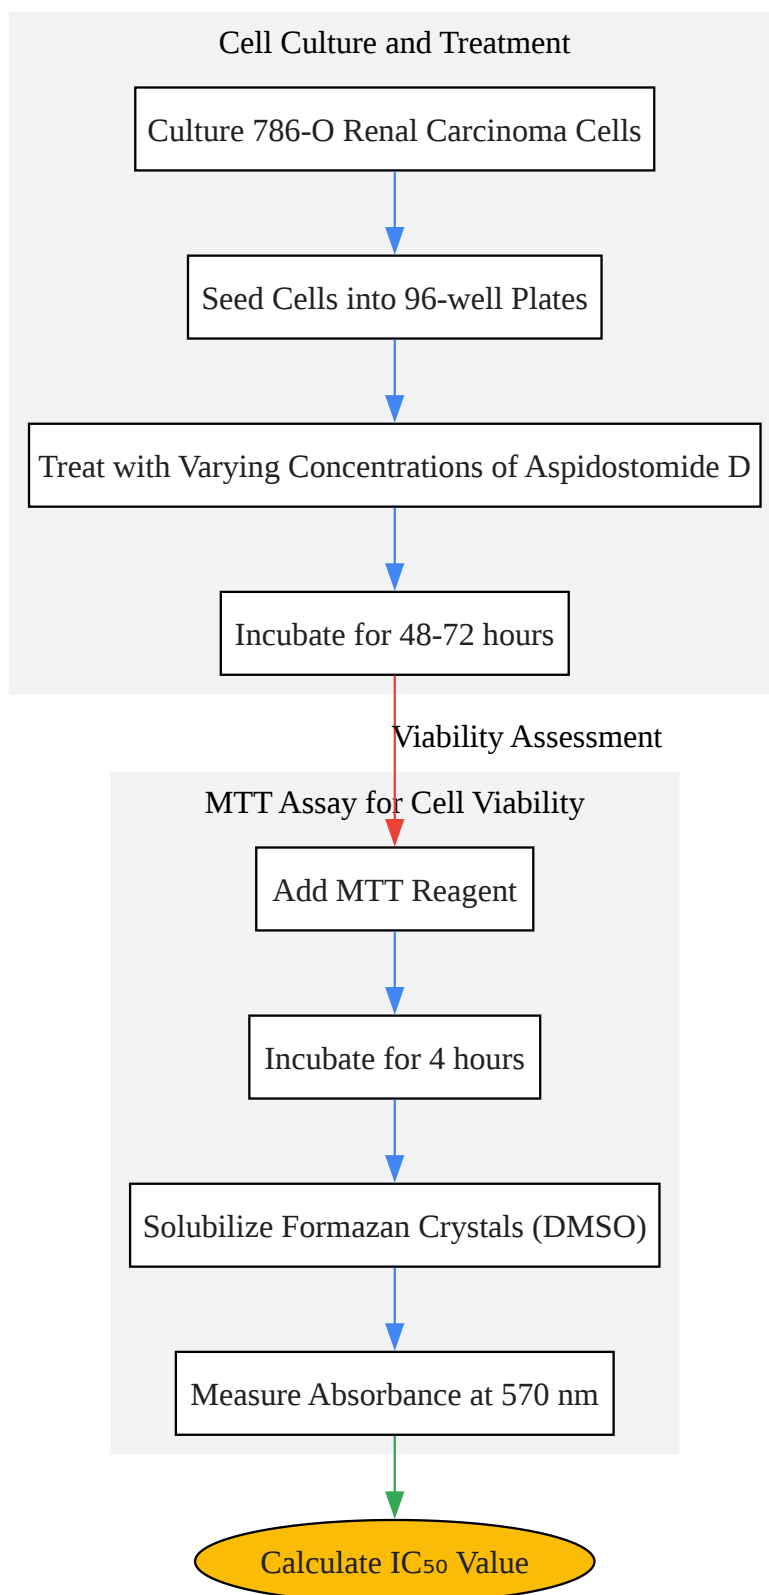 Cell Culture and Treatment
Culture 786-O Renal Carcinoma Cells
Seed Cells into 96-well Plates
Treat with Varying Concentrations of Aspidostomide D
Incubate for 48-72 hours
Viability Assessment
MTT Assay for Cell Viability
Add MTT Reagent
Incubate for 4 hours
Solubilize Formazan Crystals (DMSO)
Measure Absorbance at 570 nm
Calculate IC₅₀ Value